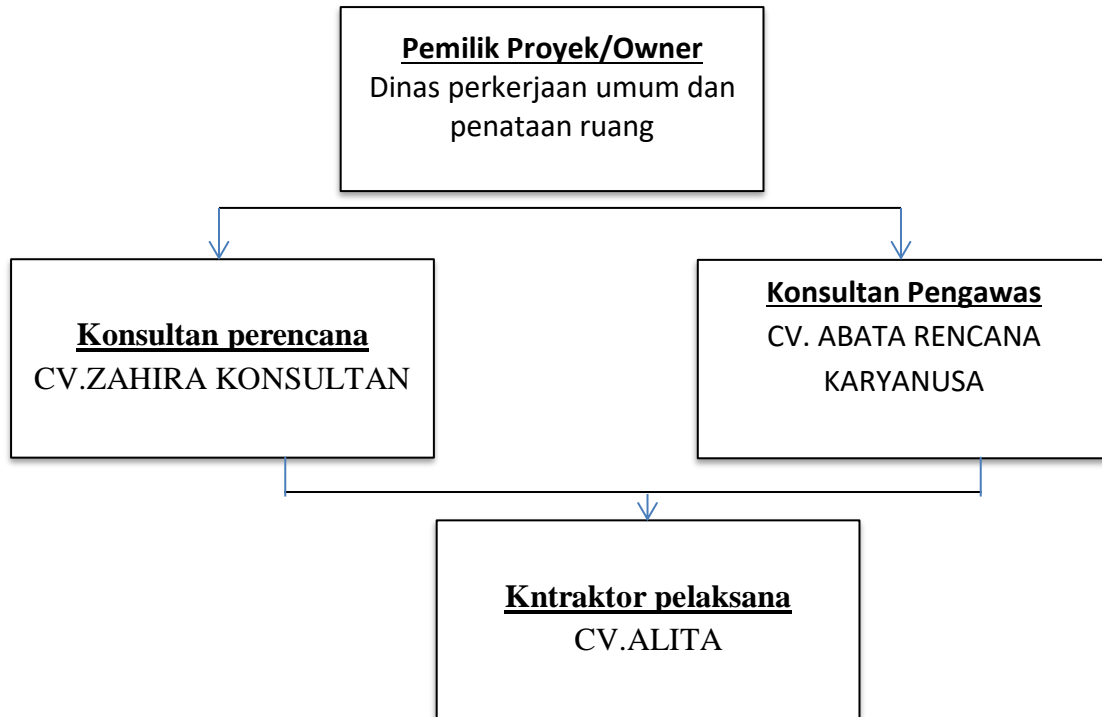 Pemilik Proyek/Owner
Dinas perkerjaan umum dan
penataan ruang
Konsultan perencana
CV.ZAHIRA KONSULTAN
Konsultan Pengawas
CV. ABATA RENCANA
KARYANUSA
Kntraktor pelaksana
CV.ALITA